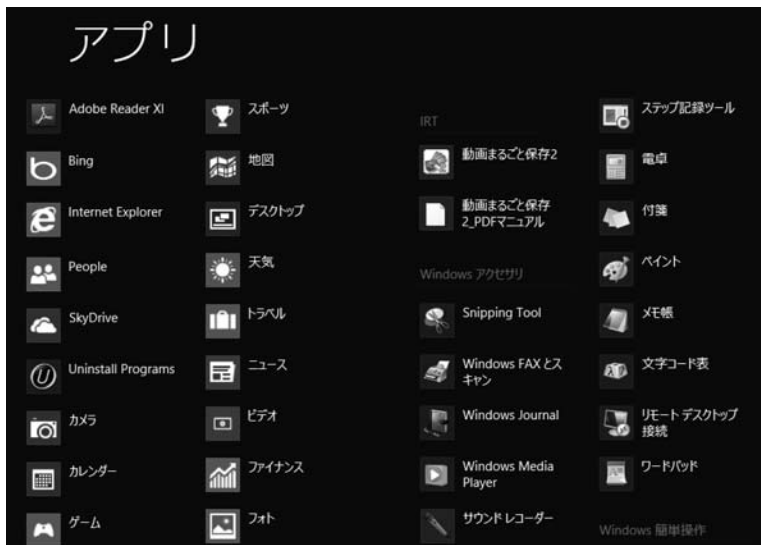 アプリ
Adobe Reader XI
Bing
Internet Explorer
People
SkyDrive
Uninstall Programs
カメラ
カレンダー
ゲーム
スポーツ
地図
デスクトップ
天気
トラベル
ニュース
ビデオ
ファイナンス
フォト
IRT
動画まるごと保存2
動画まるごと保存
2_PDFマニュアル
Windows アクセサリ
Snipping Tool
Windows FAX とス
キャン
Windows Journal
Windows Media
Player
サウンド レコーダー
ステップ記録ツール
電卓
付箋
ペイント
メモ帳
文字コード表
リモート デスクトップ
接続
ワードパッド
Windows 簡単操作